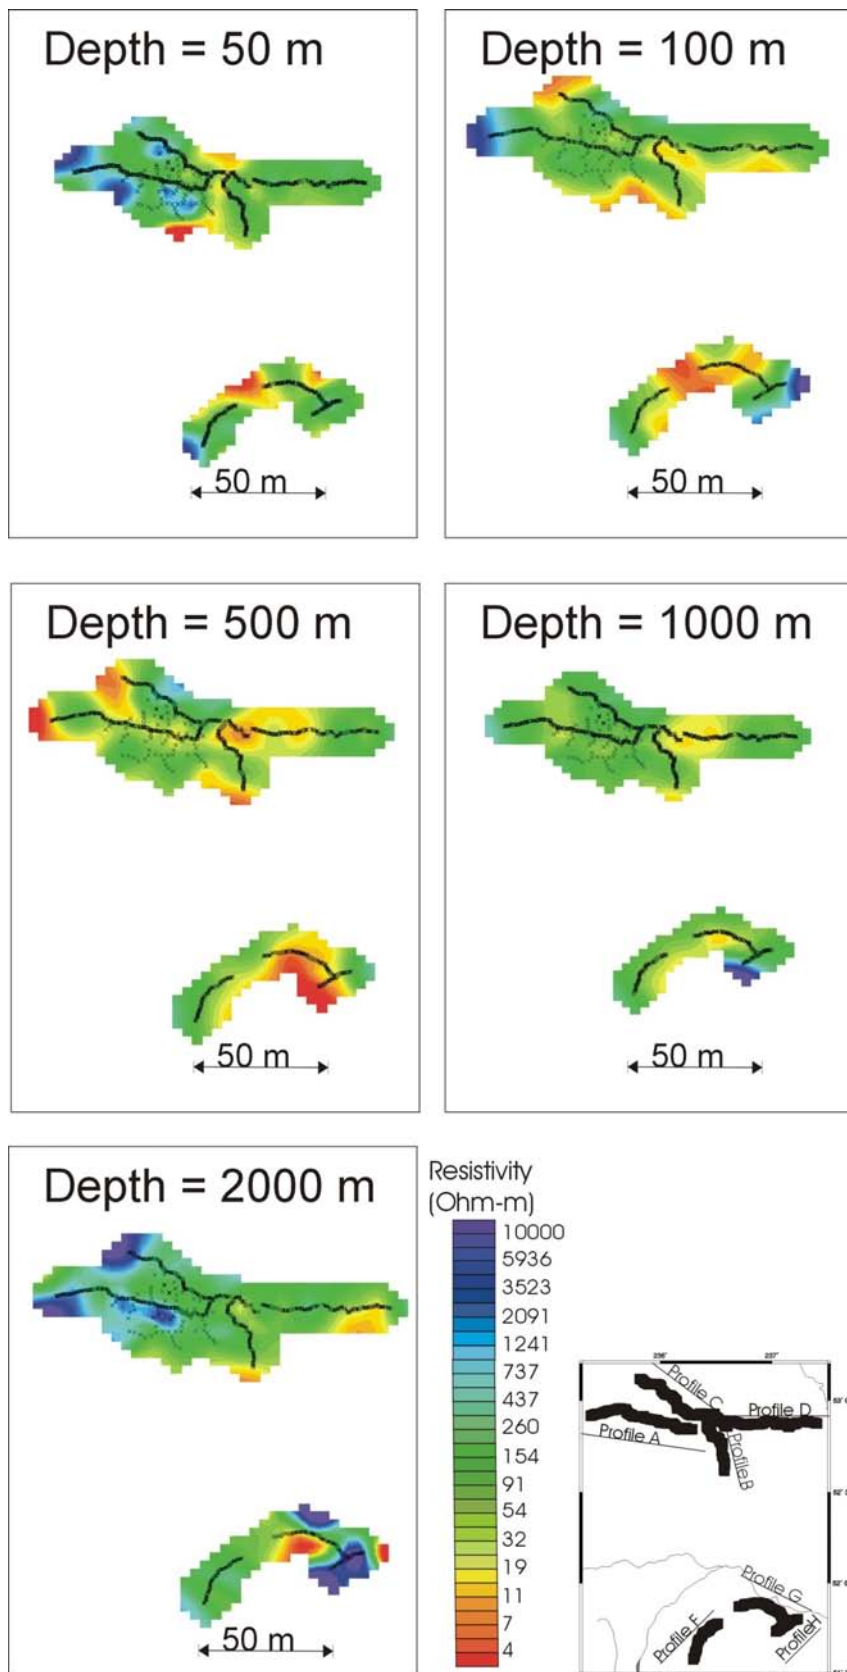 Depth = 50 m
50 m
Depth = 100 m
50 m
Depth = 500 m
50 m
Depth = 1000 m
50 m
Depth = 2000 m
50 m
Resistivity
(Ohm-m)
10000
5936
3523
2091
1241
737
437
260
154
91
54
32
19
11
7
4
236°
237°
Profile C
Profile D
Profile A
Profile B
Profile G
Profile F
Profile H